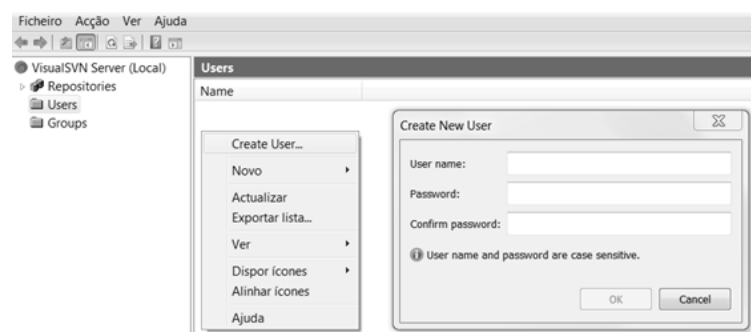 Ficheiro Acção Ver Ajuda
VisualSVN Server (Local)
Repositories
Users
Groups
Users
Name
Create User...
Novo
Actualizar
Exportar lista...
Ver
Dispor ícones
Alinhar ícones
Ajuda
Create New User
User name:
Password:
Confirm password:
User name and password are case sensitive.
OK Cancel